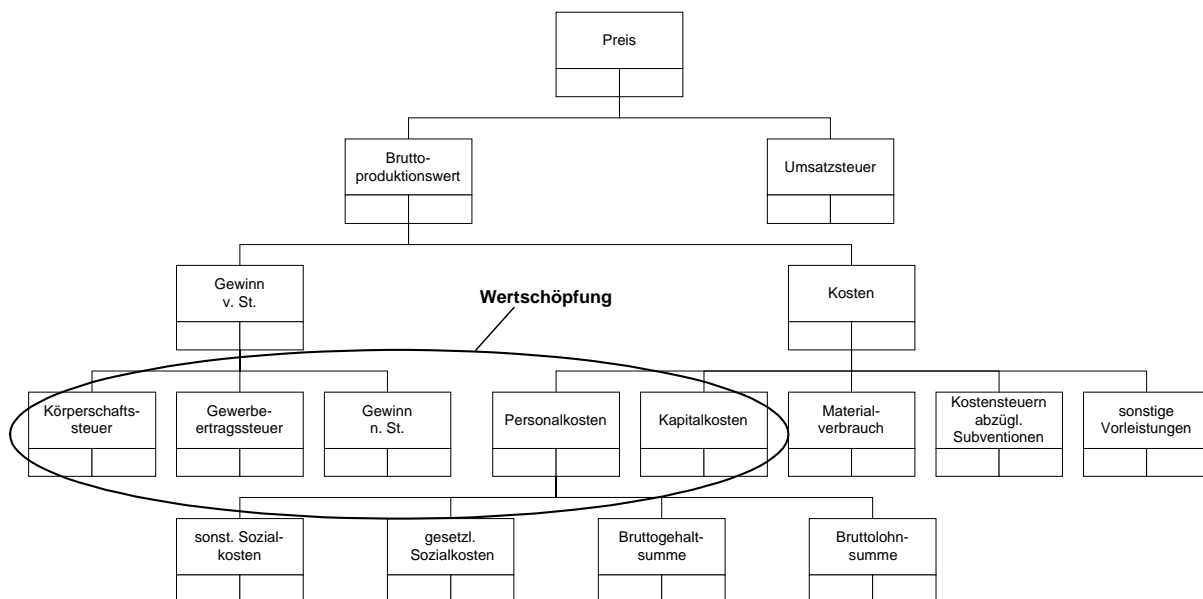 Preis
Brutto-
produktionswert
Umsatzsteuer
Gewinn
v. St.
Wertschöpfung
Kosten
Körperschafts-
steuer
Gewerbe-
ertragssteuer
Gewinn
n. St.
Personalkosten
Kapitalkosten
Material-
verbrauch
Kostensteuern
abzügl.
Subventionen
sonstige
Vorleistungen
sonst. Sozial-
kosten
gesetzl.
Sozialkosten
Bruttogehalt-
summe
Bruttolohn-
summe